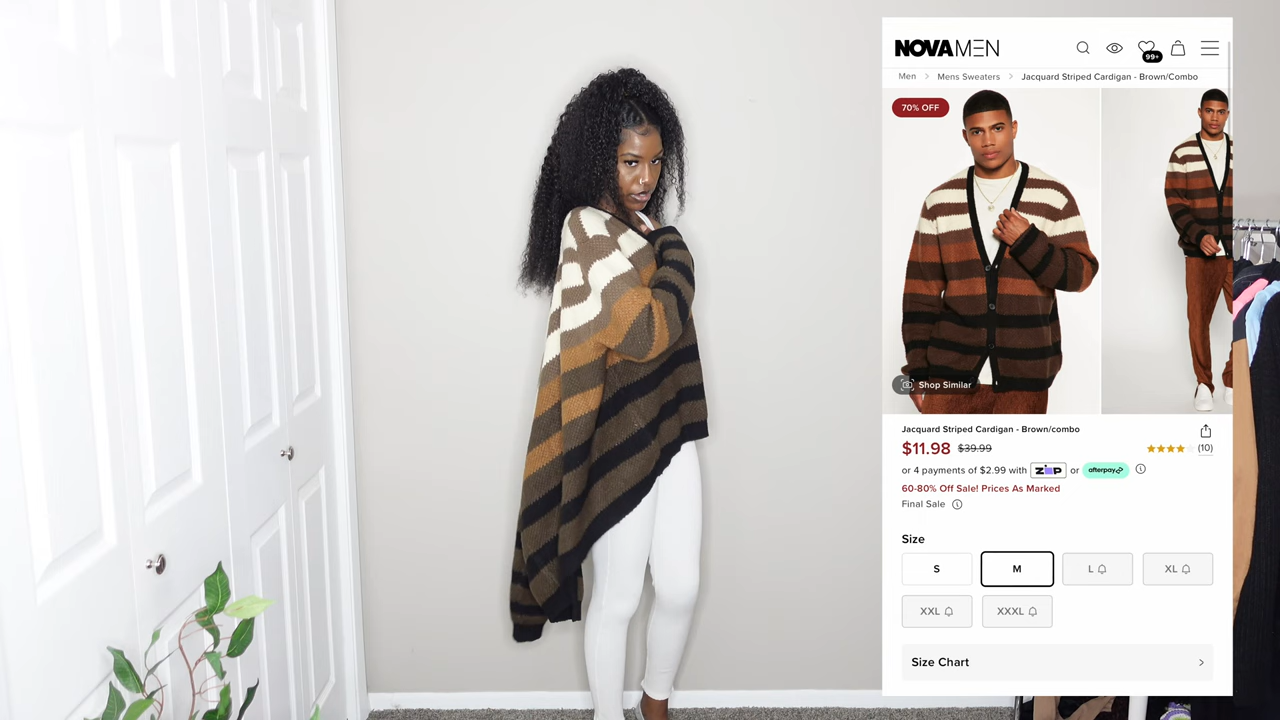 NOVAMEN
99+
Men > Mens Sweaters > Jacquard Striped Cardigan - Brown/Combo
70% OFF
Shop Similar
Jacquard Striped Cardigan - Brown/combo
$11.98 $39.99
(10)
or 4 payments of $2.99 with Zip or afterpay
60-80% Off Sale! Prices As Marked
Final Sale
Size
S M L XL
XXL XXXL
Size Chart